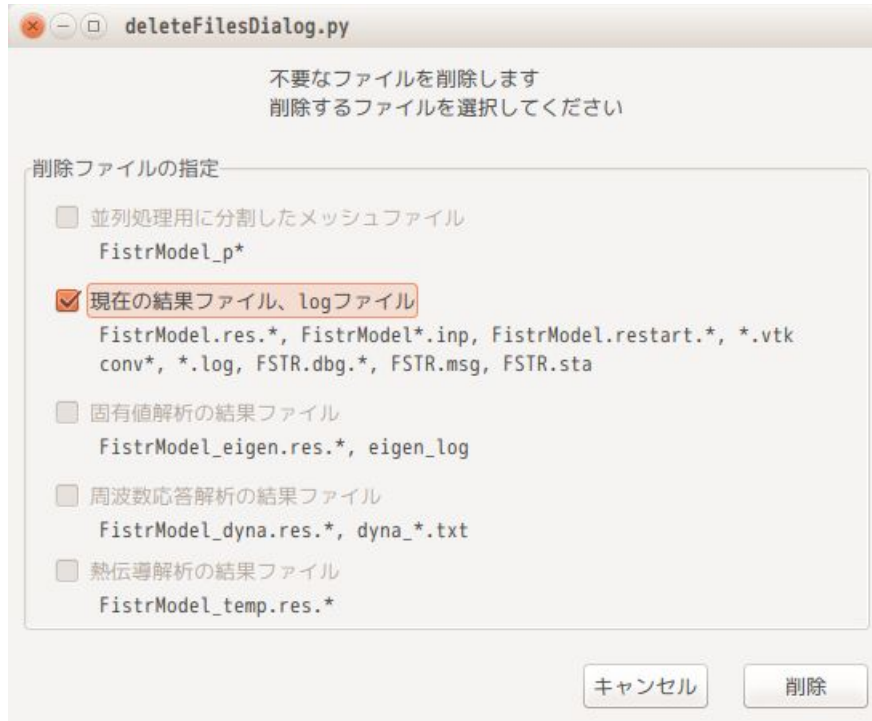 deleteFilesDialog.py
不要なファイルを削除します
削除するファイルを選択してください
削除ファイルの指定
並列処理用に分割したメッシュファイル
FistrModel_p*
現在の結果ファイル、logファイル
FistrModel.res.*, FistrModel*.inp, FistrModel.restart.*, *.vtk
conv*, *.log, FSTR.dbg.*, FSTR.msg, FSTR.sta
固有値解析の結果ファイル
FistrModel_eigen.res.*, eigen_log
周波数応答解析の結果ファイル
FistrModel_dyna.res.*, dyna_*.txt
熱伝導解析の結果ファイル
FistrModel_temp.res.*
キャンセル
削除